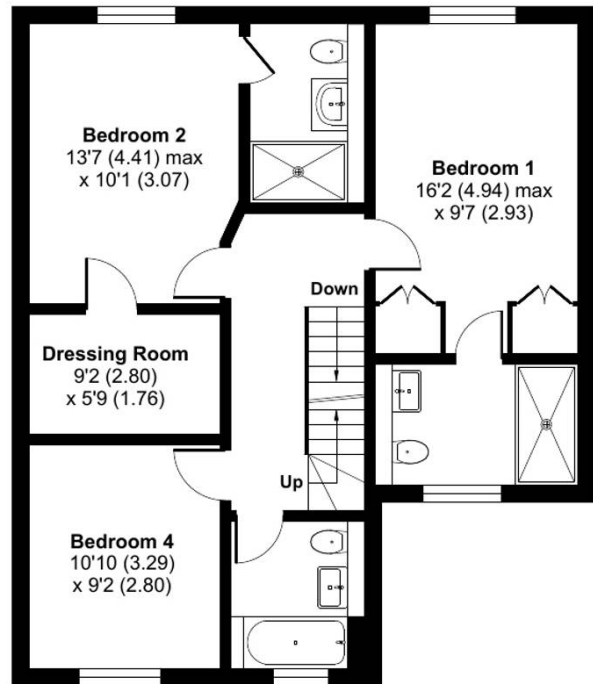 Bedroom 2
13'7 (4.41) max
x 10'1 (3.07)
Bedroom 1
16'2 (4.94) max
x 9'7 (2.93)
Down
Dressing Room
9'2 (2.80)
x 5'9 (1.76)
Up
Bedroom 4
10'10 (3.29)
x 9'2 (2.80)